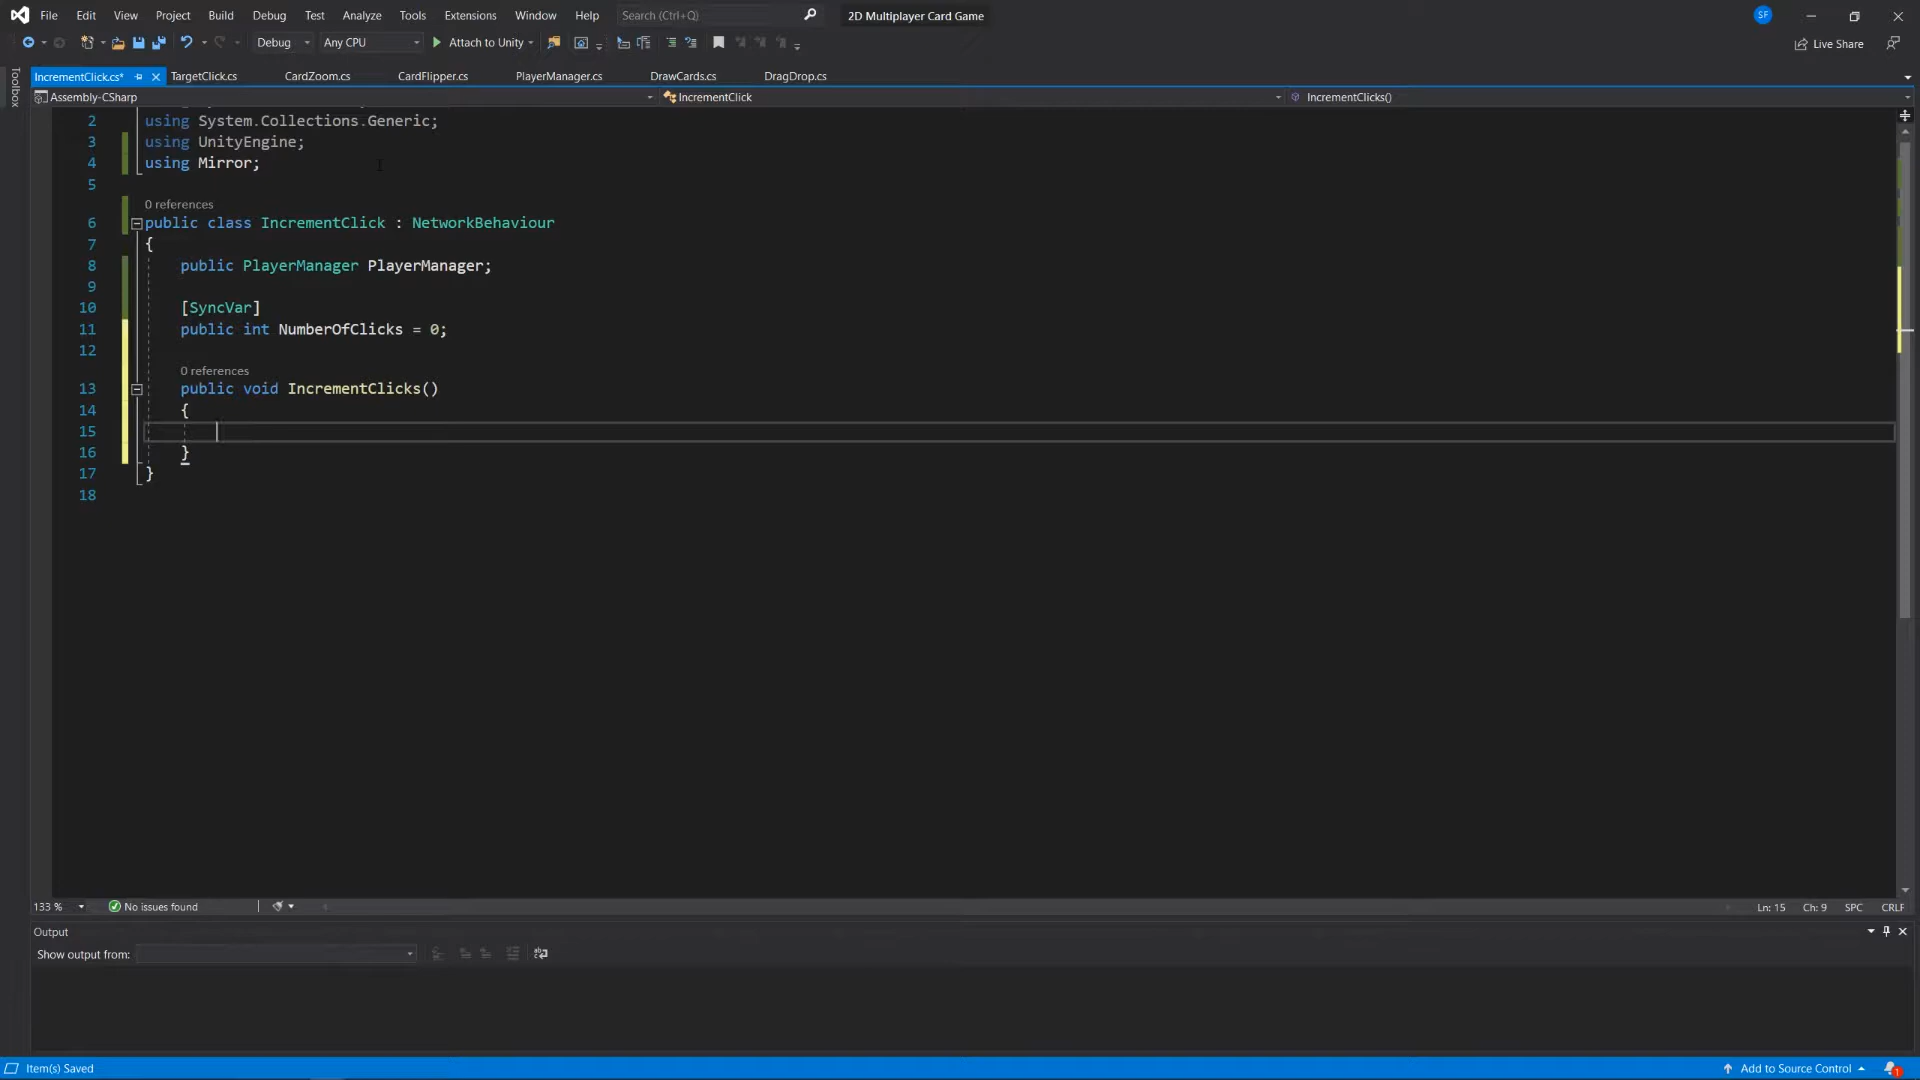 File Edit View Project Build Debug Test Analyze Tools Extensions Window Help Search (Ctrl+Q) 2D Multiplayer Card Game SF
Debug Any CPU Attach to Unity Live Share
IncrementClick.cs* TargetClick.cs CardZoom.cs CardFlipper.cs PlayerManager.cs DrawCards.cs DragDrop.cs
Toolbox
Assembly-CSharp IncrementClick IncrementClicks()
2 using System.Collections.Generic;
3 using UnityEngine;
4 using Mirror;
5
0 references
6 public class IncrementClick : NetworkBehaviour
7 {
8 public PlayerManager PlayerManager;
9
10 [SyncVar]
11 public int NumberOfClicks = 0;
12
0 references
13 public void IncrementClicks()
14 {
15
16 }
17 }
18
133 % No issues found Ln: 15 Ch: 9 SPC CRLF
Output
Show output from:
Item(s) Saved Add to Source Control 1